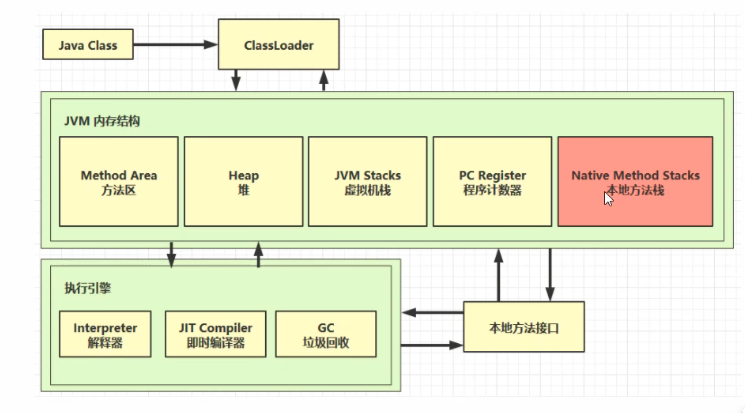 Java Class
ClassLoader
JVM 内存结构
Method Area
方法区
Heap
堆
JVM Stacks
虚拟机栈
PC Register
程序计数器
Native Method Stacks
本地方法栈
执行引擎
Interpreter
解释器
JIT Compiler
即时编译器
GC
垃圾回收
本地方法接口